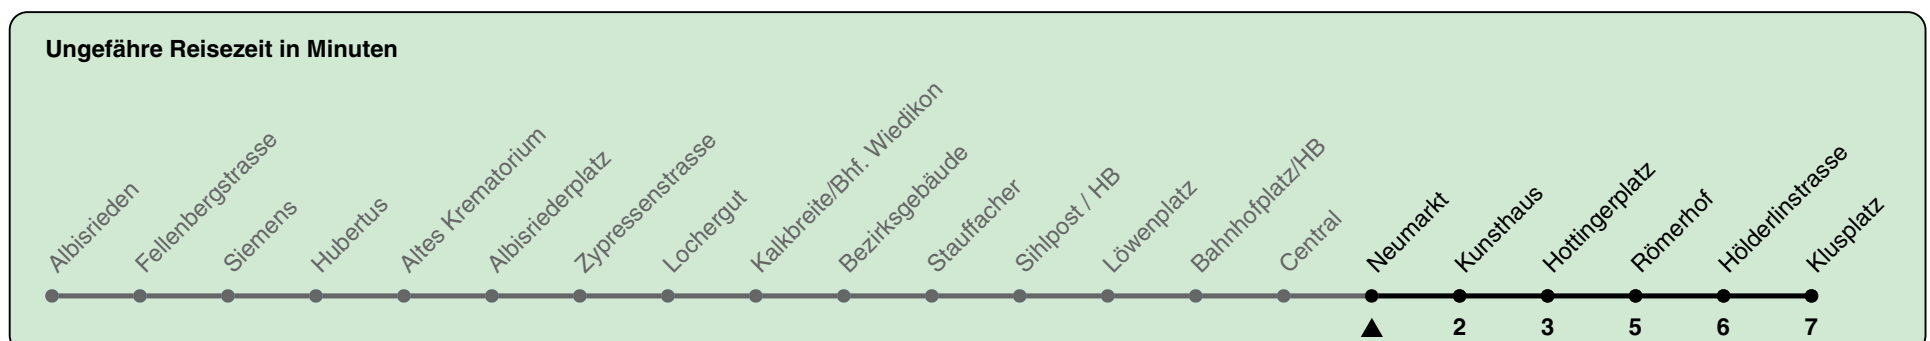 Ungefähre Reisezeit in Minuten
Albisrieden
Fellenbergstrasse
Siemens
Hubertus
Altes Krematorium
Albisriederplatz
Zypressenstrasse
Lochergut
Kalkbreite/Bhf. Wiedikon
Bezirksgebäude
Stauffacher
Sihlpost / HB
Löwenplatz
Bahnhofplatz/HB
Central
Neumarkt
Kunsthaus
Hottingerplatz
Römerhof
Hölderlinstrasse
Klusplatz
2 3 5 6 7